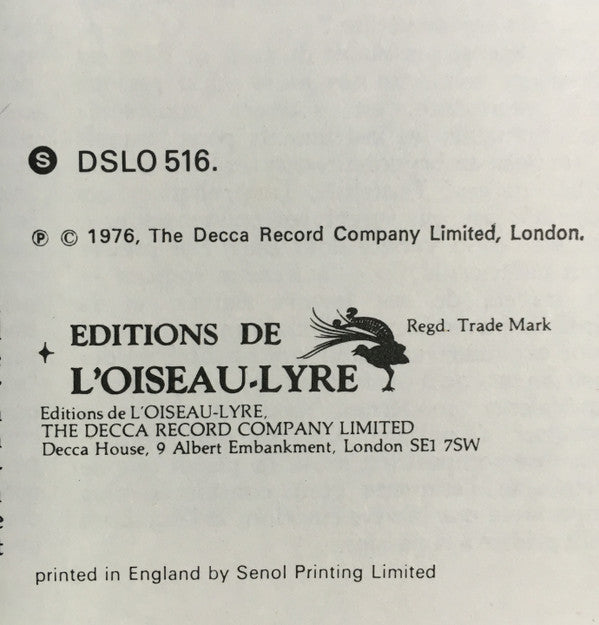 S DSLO 516.
℗ © 1976, The Decca Record Company Limited, London.
EDITIONS DE
L'OISEAU-LYRE
Regd. Trade Mark
Editions de L'OISEAU-LYRE,
THE DECCA RECORD COMPANY LIMITED
Decca House, 9 Albert Embankment, London SE1 7SW
printed in England by Senol Printing Limited